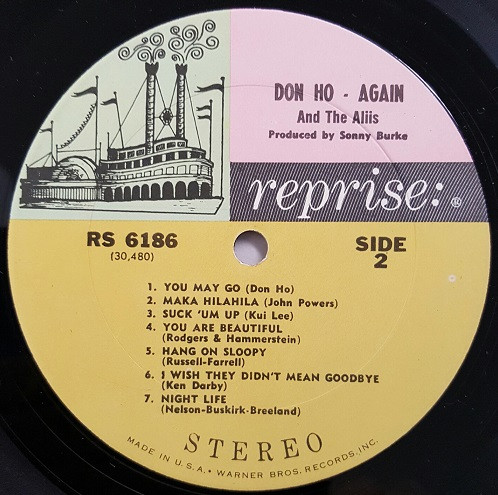 DON HO - AGAIN
And The Aliis
Produced by Sonny Burke
reprise: ®
RS 6186
(30,480)
SIDE
2
1. YOU MAY GO (Don Ho)
2. MAKA HILAHILA (John Powers)
3. SUCK 'UM UP (Kui Lee)
4. YOU ARE BEAUTIFUL
(Rodgers & Hammerstein)
5. HANG ON SLOOPY
(Russell-Farrell)
6. I WISH THEY DIDN'T MEAN GOODBYE
(Ken Darby)
7. NIGHT LIFE
(Nelson-Buskirk-Breeland)
STEREO
MADE IN U.S.A. • WARNER BROS. RECORDS, INC.